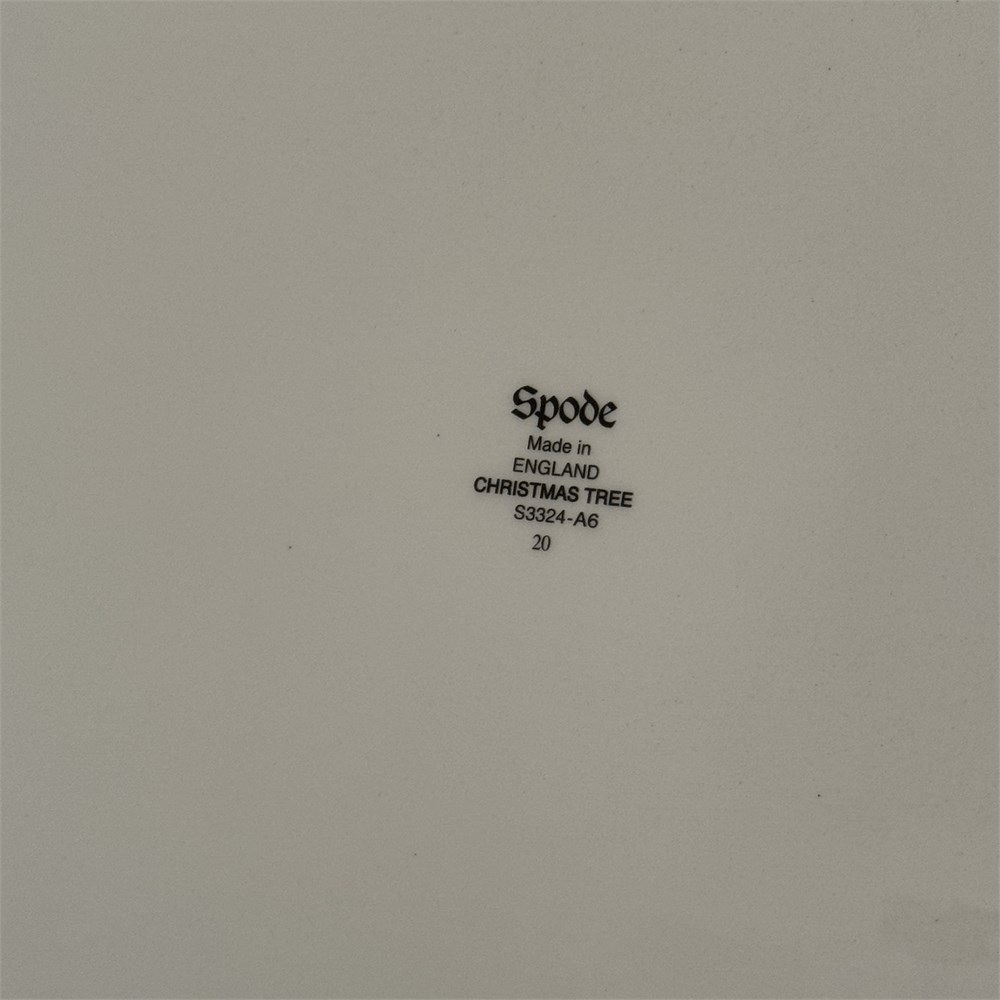 Spode
Made in
ENGLAND
CHRISTMAS TREE
S3324-A6
20